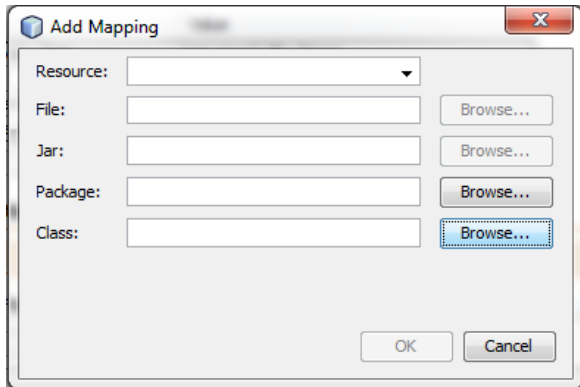 Add Mapping
Resource:
File: Browse...
Jar: Browse...
Package: Browse...
Class: Browse...
OK Cancel